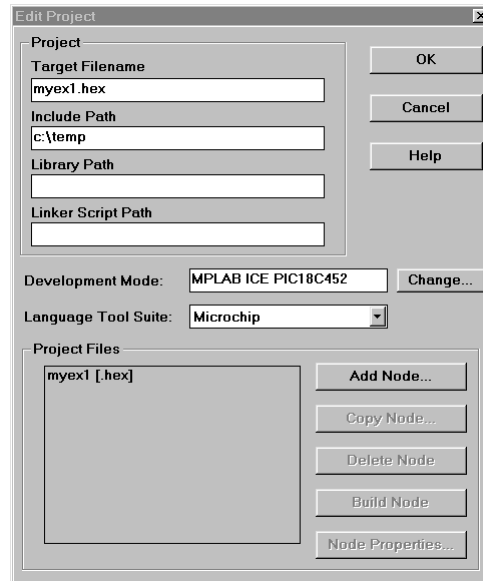 Edit Project
Project
Target Filename
myex1.hex
Include Path
c:\temp
Library Path
Linker Script Path
OK
Cancel
Help
Development Mode:
MPLAB ICE PIC18C452
Change...
Language Tool Suite:
Microchip
Project Files
myex1 [.hex]
Add Node...
Copy Node...
Delete Node
Build Node
Node Properties...